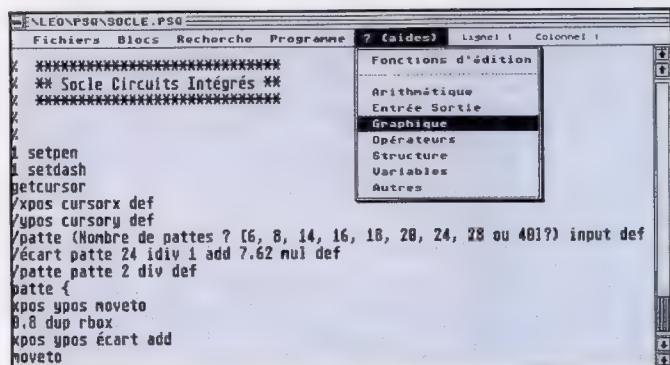 \LEO\PSQ\SOCLE.PSQ
Fichiers Blocs Recherche Programme ? (aides) Ligne: 1 Colonne: 1
Fonctions d'édition
Arithmétique
Entrée Sortie
Graphique
Opérateurs
Structure
Variables
Autres
% ****************************
% ** Socle Circuits Intégrés **
% ****************************
%
%
1 setpen
1 setdash
getcursor
/xpos cursorx def
/ypos cursory def
/patte (Nombre de pattes ? [6, 8, 14, 16, 18, 20, 24, 28 ou 40]?) input def
/écart patte 24 idiv 1 add 7.62 mul def
/patte patte 2 div def
patte {
xpos ypos moveto
0.8 dup rbox
xpos ypos écart add
moveto